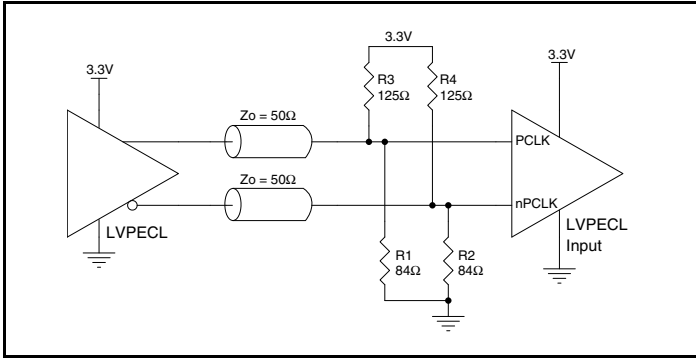 3.3V
3.3V
R3
125Ω
R4
125Ω
3.3V
Zo = 50Ω
PCLK
Zo = 50Ω
nPCLK
LVPECL
LVPECL
Input
R1
84Ω
R2
84Ω